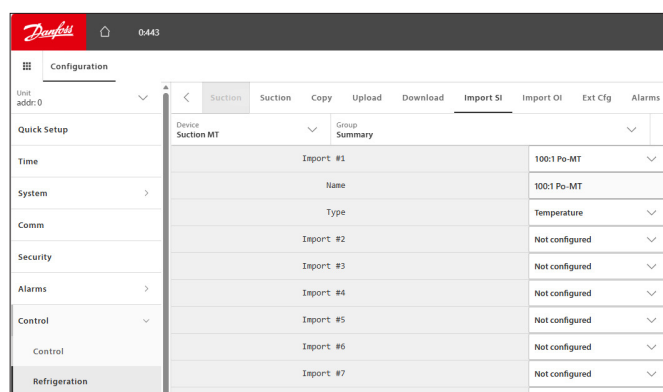 Danfoss 0:443
Configuration
Unit
addr: 0
Suction Suction Copy Upload Download Import SI Import OI Ext Cfg Alarms
Quick Setup
Device
Suction MT
Group
Summary
Time
Import #1 100:1 Po-MT
Name 100:1 Po-MT
System
Type Temperature
Comm
Import #2 Not configured
Security
Import #3 Not configured
Alarms
Import #4 Not configured
Control
Import #5 Not configured
Control
Import #6 Not configured
Refrigeration
Import #7 Not configured